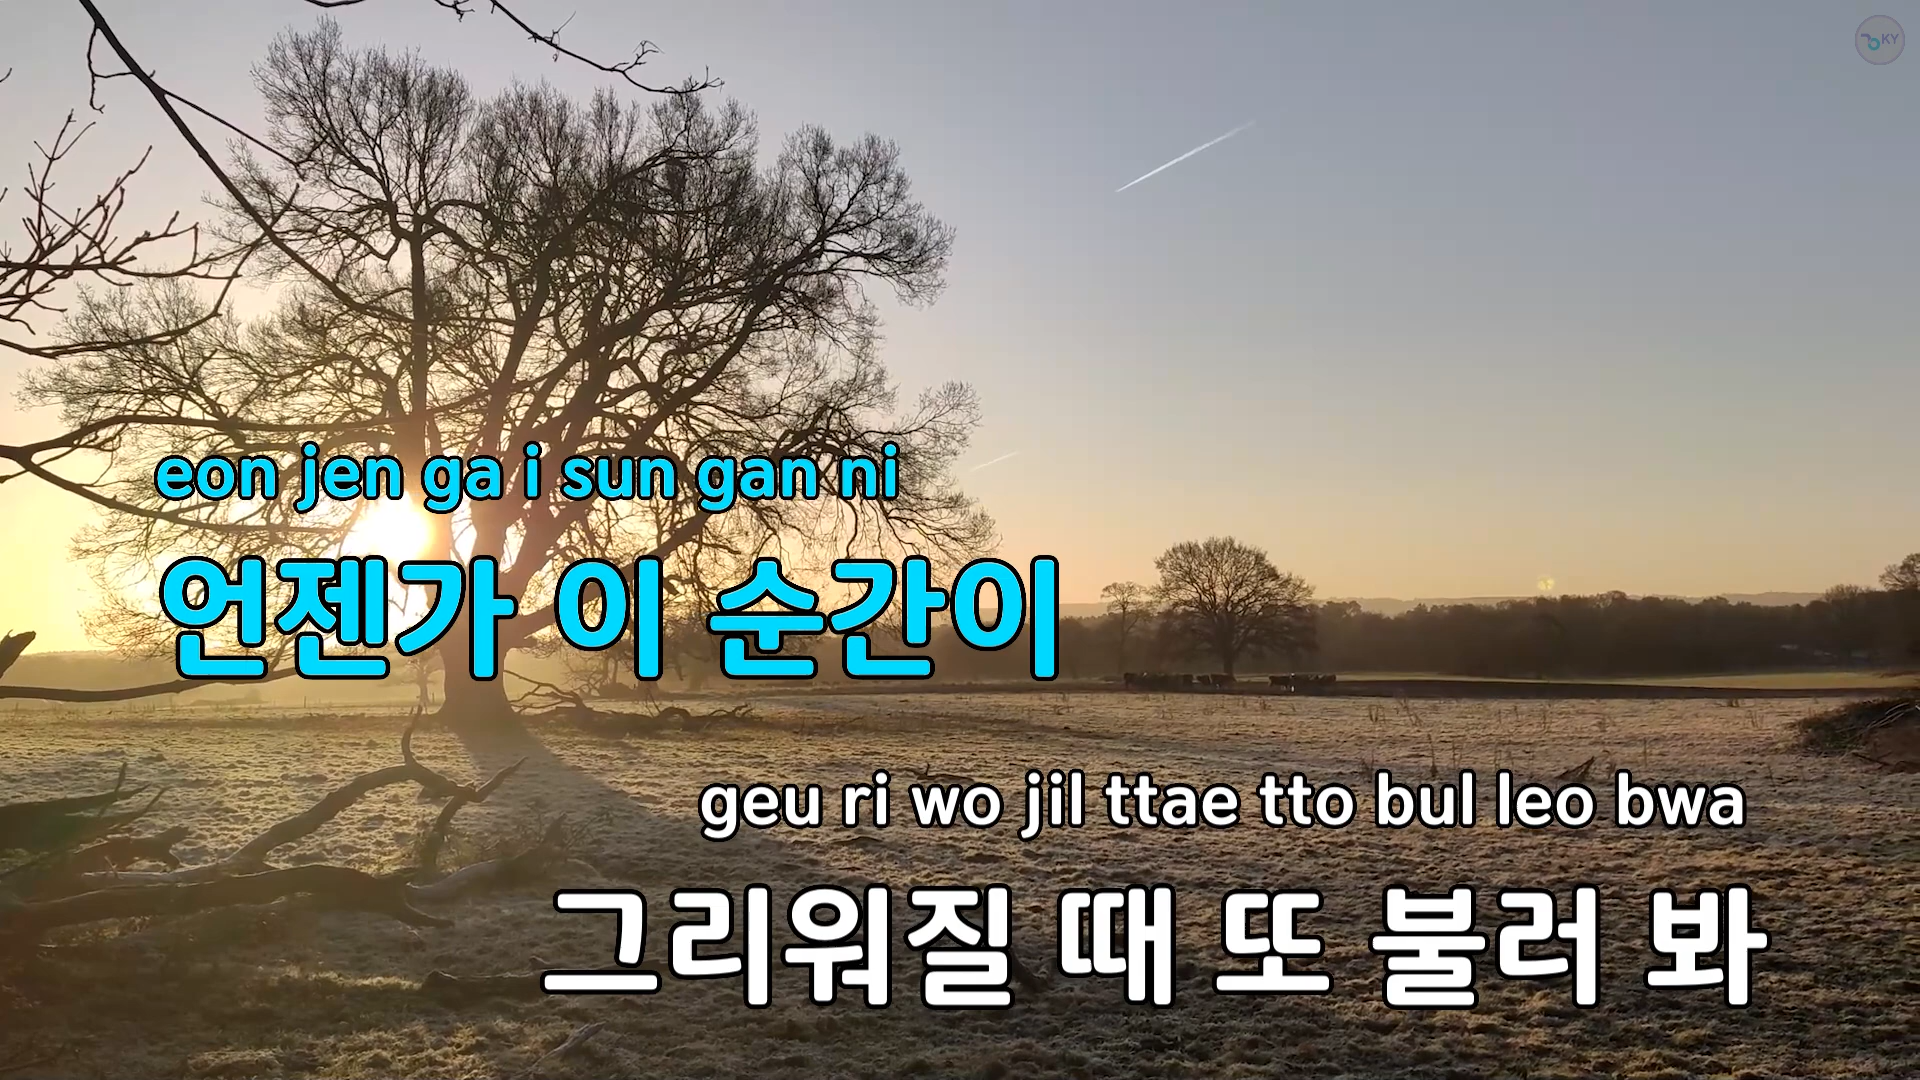 KY
eon jen ga i sun gan ni
언젠가 이 순간이
geu ri wo jil ttae tto bul leo bwa
그리워질 때 또 불러 봐